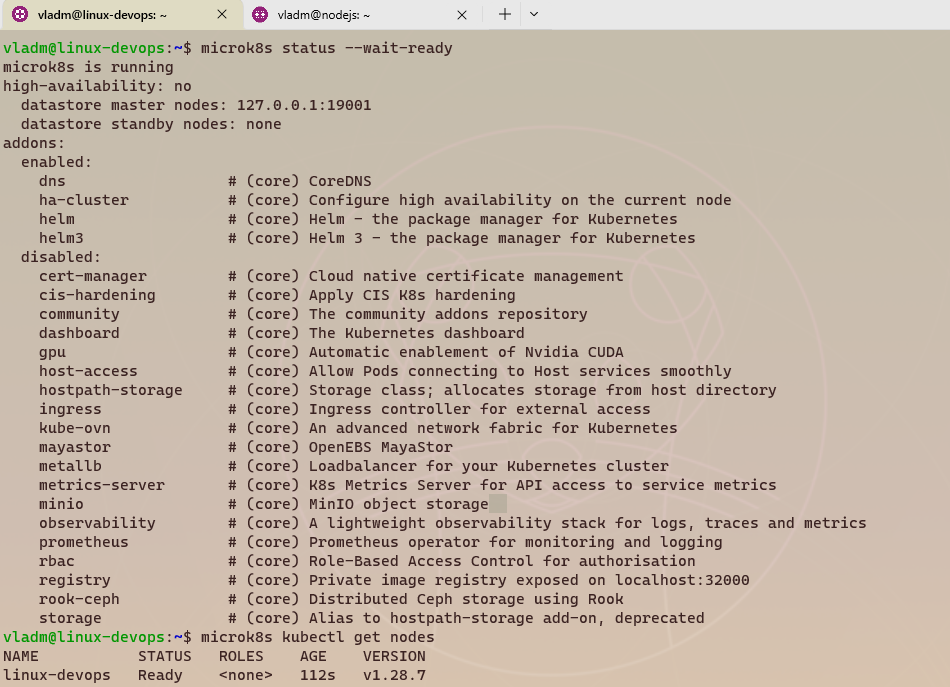 vladm@linux-devops: ~
vladm@nodejs: ~
vladm@linux-devops:~$ microk8s status --wait-ready
microk8s is running
high-availability: no
  datastore master nodes: 127.0.0.1:19001
  datastore standby nodes: none
addons:
  enabled:
    dns                  # (core) CoreDNS
    ha-cluster           # (core) Configure high availability on the current node
    helm                 # (core) Helm - the package manager for Kubernetes
    helm3                # (core) Helm 3 - the package manager for Kubernetes
  disabled:
    cert-manager         # (core) Cloud native certificate management
    cis-hardening        # (core) Apply CIS K8s hardening
    community            # (core) The community addons repository
    dashboard            # (core) The Kubernetes dashboard
    gpu                  # (core) Automatic enablement of Nvidia CUDA
    host-access          # (core) Allow Pods connecting to Host services smoothly
    hostpath-storage     # (core) Storage class; allocates storage from host directory
    ingress              # (core) Ingress controller for external access
    kube-ovn             # (core) An advanced network fabric for Kubernetes
    mayastor             # (core) OpenEBS MayaStor
    metallb              # (core) Loadbalancer for your Kubernetes cluster
    metrics-server       # (core) K8s Metrics Server for API access to service metrics
    minio                # (core) MinIO object storage
    observability        # (core) A lightweight observability stack for logs, traces and metrics
    prometheus           # (core) Prometheus operator for monitoring and logging
    rbac                 # (core) Role-Based Access Control for authorisation
    registry             # (core) Private image registry exposed on localhost:32000
    rook-ceph            # (core) Distributed Ceph storage using Rook
    storage              # (core) Alias to hostpath-storage add-on, deprecated
vladm@linux-devops:~$ microk8s kubectl get nodes
NAME           STATUS   ROLES    AGE    VERSION
linux-devops   Ready    <none>   112s   v1.28.7